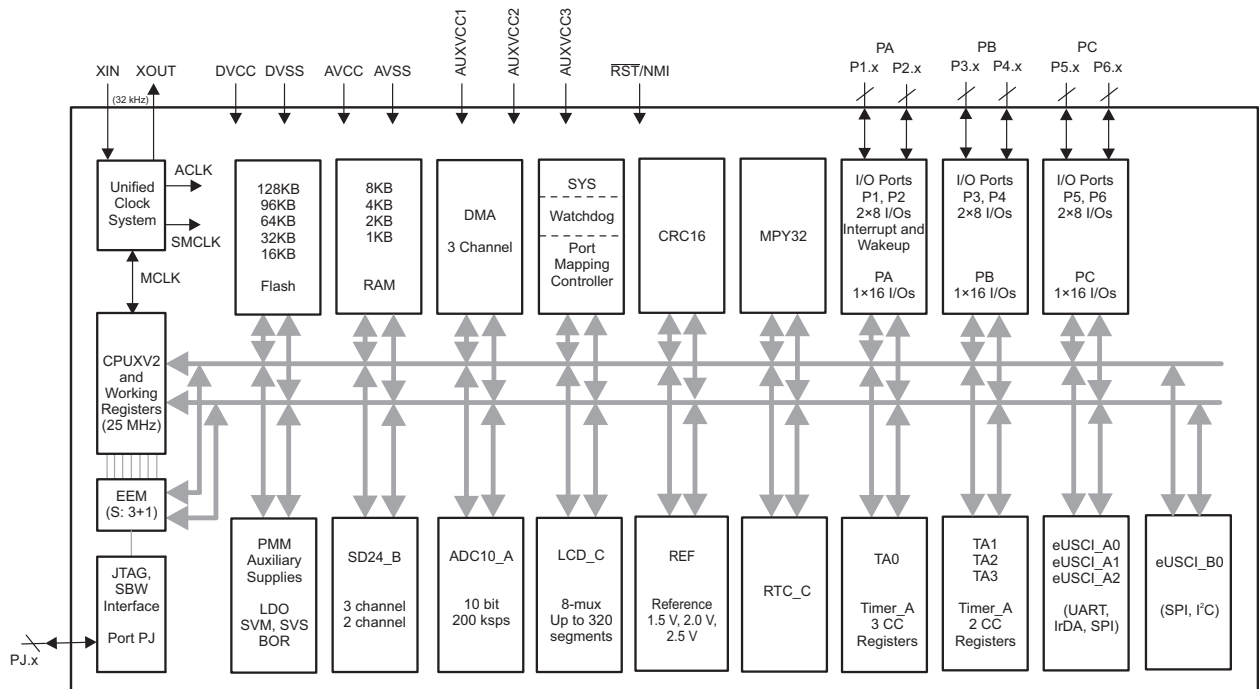 AUXVCC1
AUXVCC2
AUXVCC3
PA
PB
PC
XIN
XOUT
DVCC
DVSS
AVCC
AVSS
RST/NMI
P1.x
P2.x
P3.x
P4.x
P5.x
P6.x
(32 kHz)
Unified
Clock
System
ACLK
SMCLK
MCLK
128KB
96KB
64KB
32KB
16KB
Flash
8KB
4KB
2KB
1KB
RAM
DMA
3 Channel
SYS
Watchdog
Port
Mapping
Controller
CRC16
MPY32
I/O Ports
P1, P2
2×8 I/Os
Interrupt and
Wakeup
PA
1×16 I/Os
I/O Ports
P3, P4
2×8 I/Os
PB
1×16 I/Os
I/O Ports
P5, P6
2×8 I/Os
PC
1×16 I/Os
CPUXV2
and
Working
Registers
(25 MHz)
EEM
(S: 3+1)
JTAG,
SBW
Interface
Port PJ
PJ.x
PMM
Auxiliary
Supplies
LDO
SVM, SVS
BOR
SD24_B
3 channel
2 channel
ADC10_A
10 bit
200 ksps
LCD_C
8-mux
Up to 320
segments
REF
Reference
1.5 V, 2.0 V,
2.5 V
RTC_C
TA0
Timer_A
3 CC
Registers
TA1
TA2
TA3
Timer_A
2 CC
Registers
eUSCI_A0
eUSCI_A1
eUSCI_A2
(UART,
IrDA, SPI)
eUSCI_B0
(SPI, I²C)